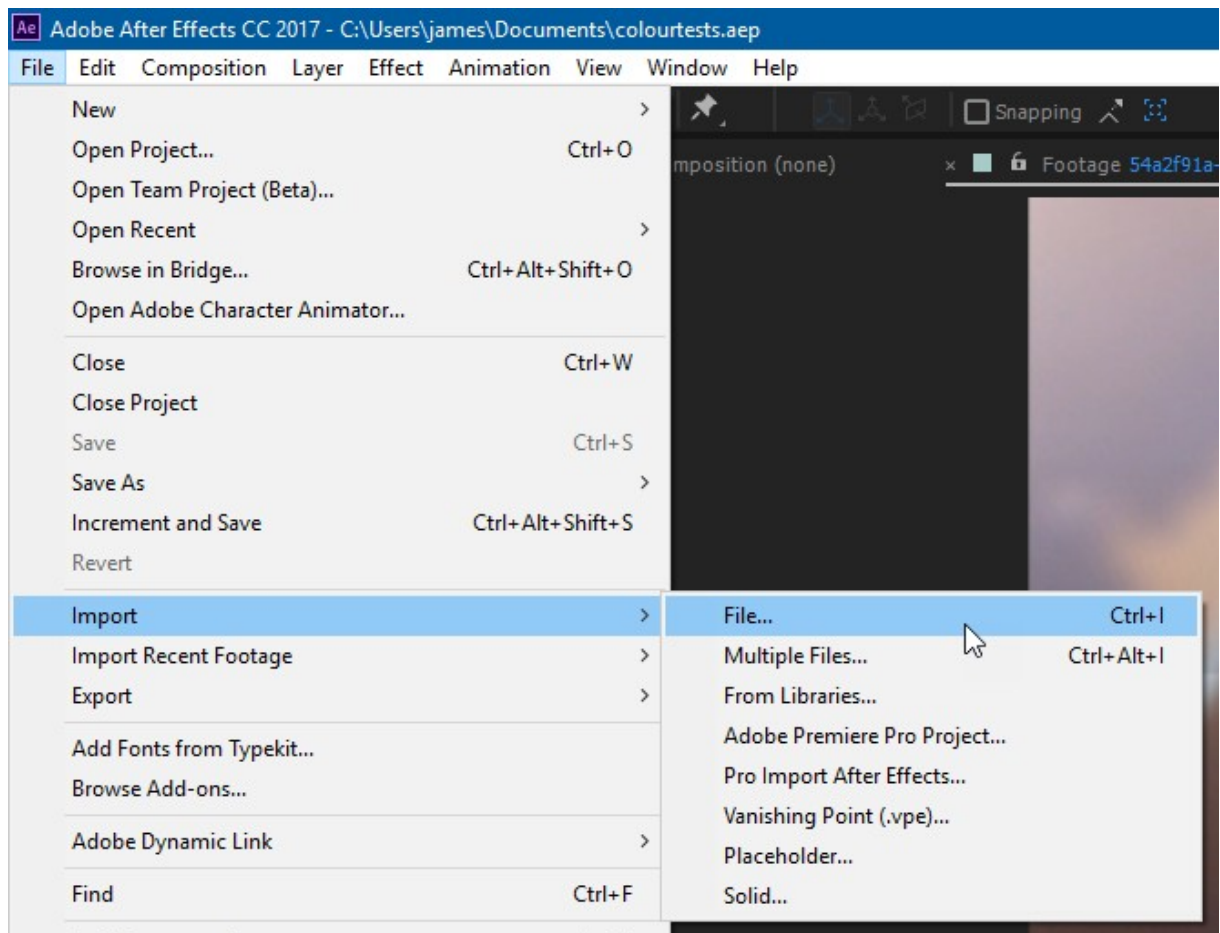 Ae Adobe After Effects CC 2017 - C:\Users\james\Documents\colourtests.aep
File Edit Composition Layer Effect Animation View Window Help
Snapping
mposition (none) × Footage 54a2f91a-
New >
Open Project... Ctrl+O
Open Team Project (Beta)...
Open Recent >
Browse in Bridge... Ctrl+Alt+Shift+O
Open Adobe Character Animator...
Close Ctrl+W
Close Project
Save Ctrl+S
Save As >
Increment and Save Ctrl+Alt+Shift+S
Revert
Import >
Import Recent Footage >
Export >
Add Fonts from Typekit...
Browse Add-ons...
Adobe Dynamic Link >
Find Ctrl+F
File... Ctrl+I
Multiple Files... Ctrl+Alt+I
From Libraries...
Adobe Premiere Pro Project...
Pro Import After Effects...
Vanishing Point (.vpe)...
Placeholder...
Solid...